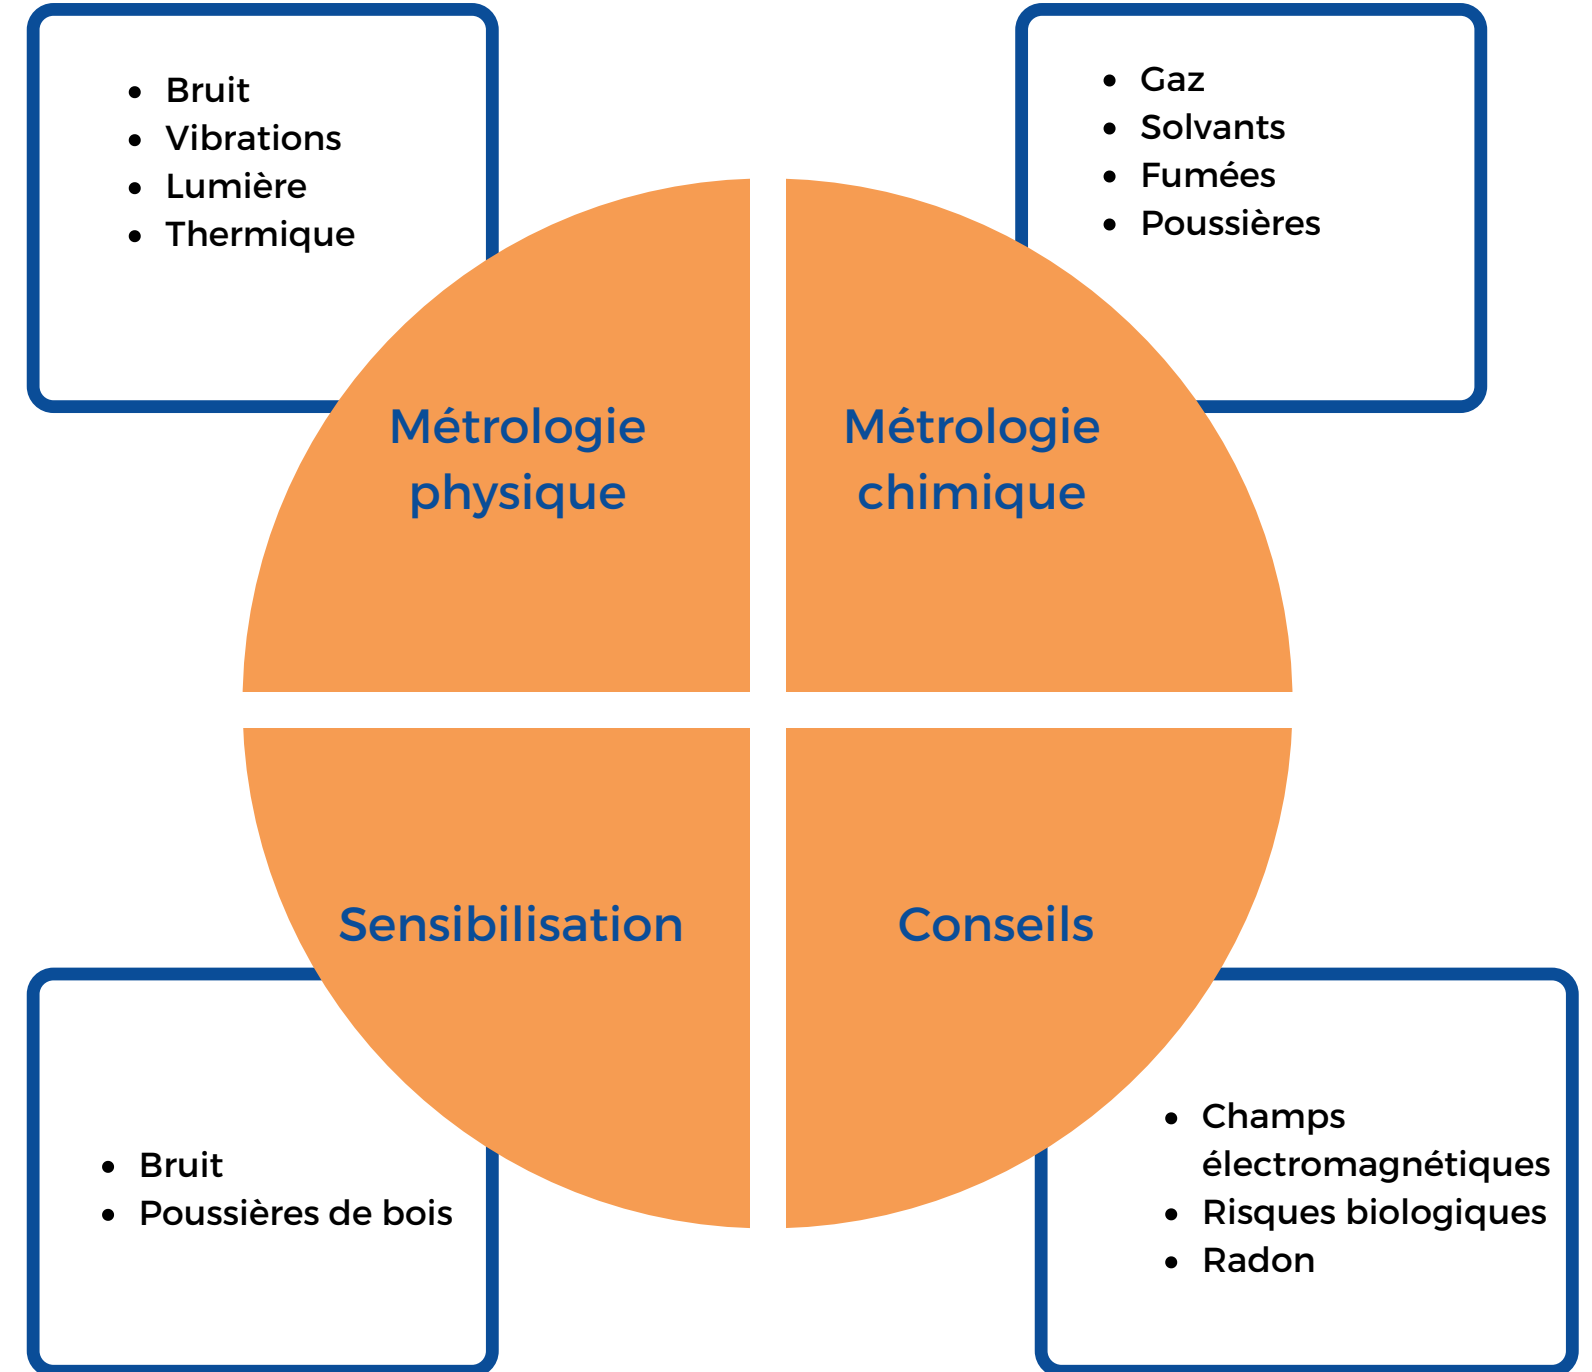 • Bruit
• Vibrations
• Lumière
• Thermique
• Gaz
• Solvants
• Fumées
• Poussières
Métrologie
physique
Métrologie
chimique
Sensibilisation
Conseils
• Bruit
• Poussières de bois
• Champs
électromagnétiques
• Risques biologiques
• Radon